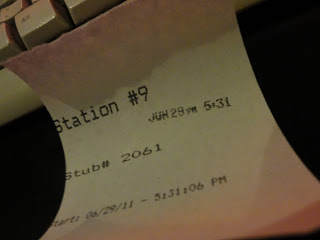 Station #9
JUN 29 PM 5:31
Stub# 2061
Start: 06/29/11 - 5:31:06 PM